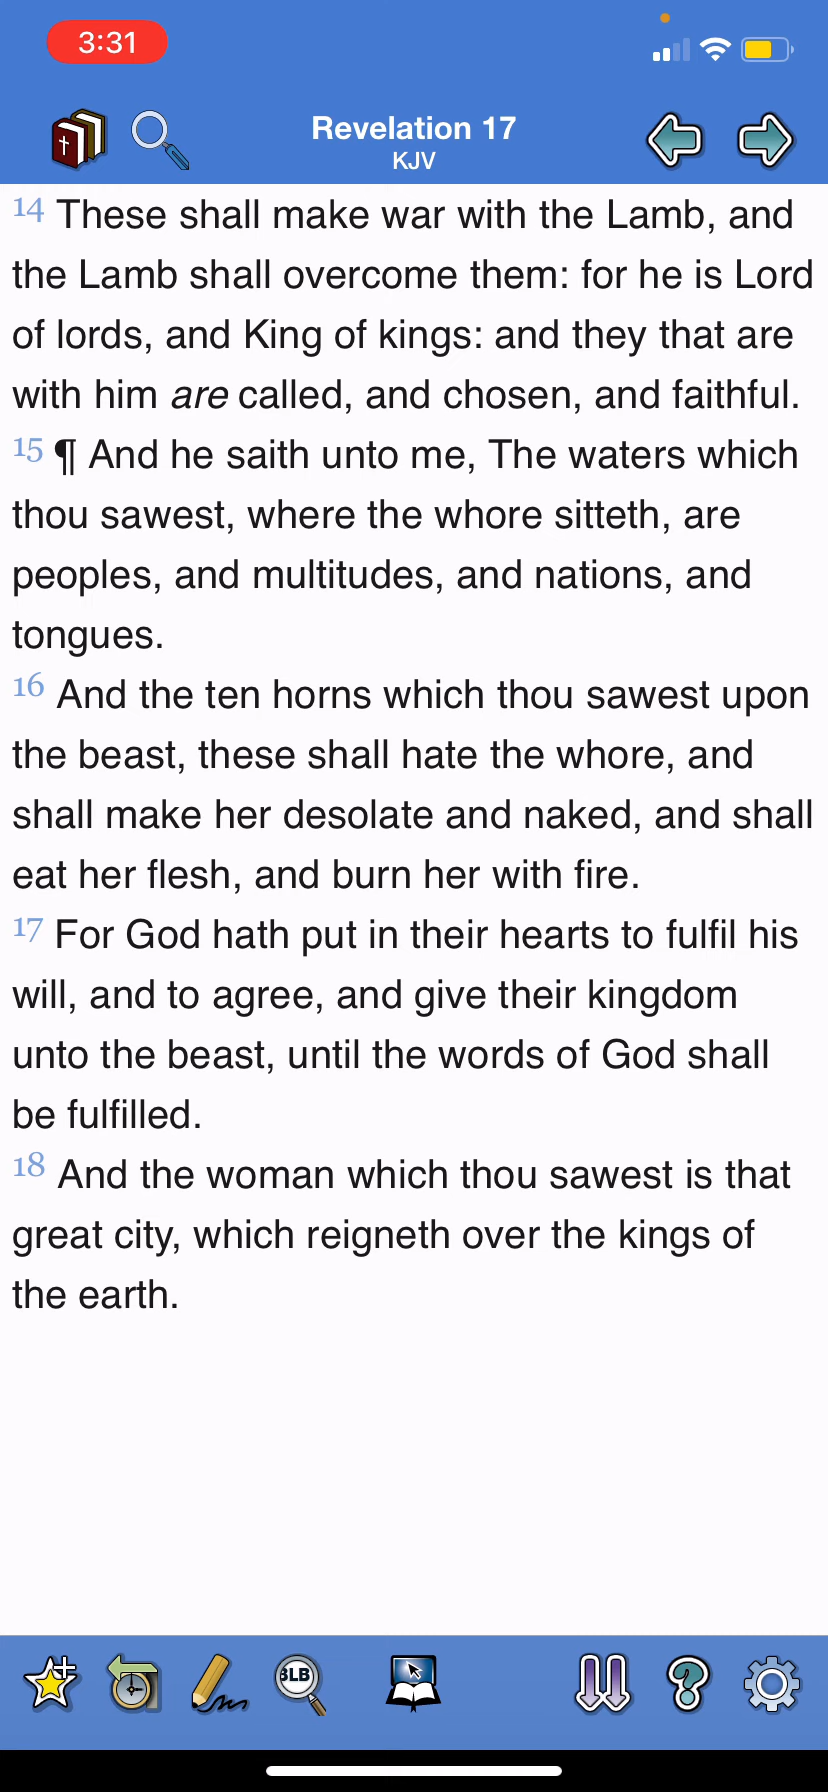 3:31
Revelation 17
KJV
14 These shall make war with the Lamb, and
the Lamb shall overcome them: for he is Lord
of lords, and King of kings: and they that are
with him are called, and chosen, and faithful.
15 ¶ And he saith unto me, The waters which
thou sawest, where the whore sitteth, are
peoples, and multitudes, and nations, and
tongues.
16 And the ten horns which thou sawest upon
the beast, these shall hate the whore, and
shall make her desolate and naked, and shall
eat her flesh, and burn her with fire.
17 For God hath put in their hearts to fulfil his
will, and to agree, and give their kingdom
unto the beast, until the words of God shall
be fulfilled.
18 And the woman which thou sawest is that
great city, which reigneth over the kings of
the earth.
BLB
?